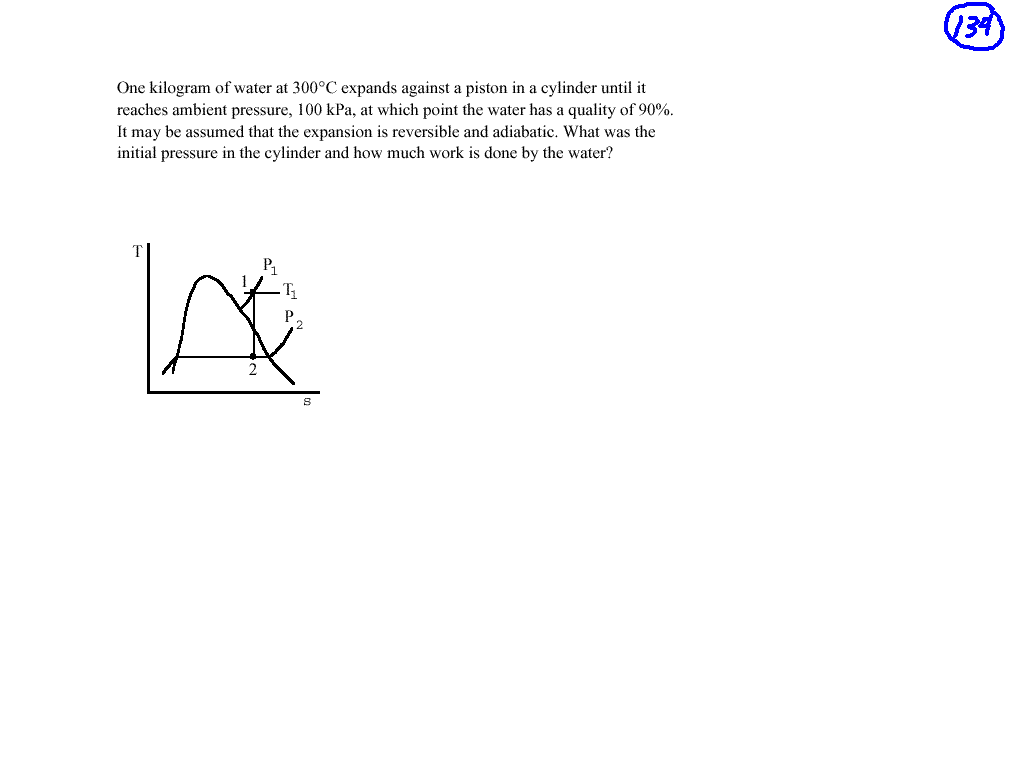 134
One kilogram of water at 300°C expands against a piston in a cylinder until it
reaches ambient pressure, 100 kPa, at which point the water has a quality of 90%.
It may be assumed that the expansion is reversible and adiabatic. What was the
initial pressure in the cylinder and how much work is done by the water?
T
P1
1
T1
P2
2
s